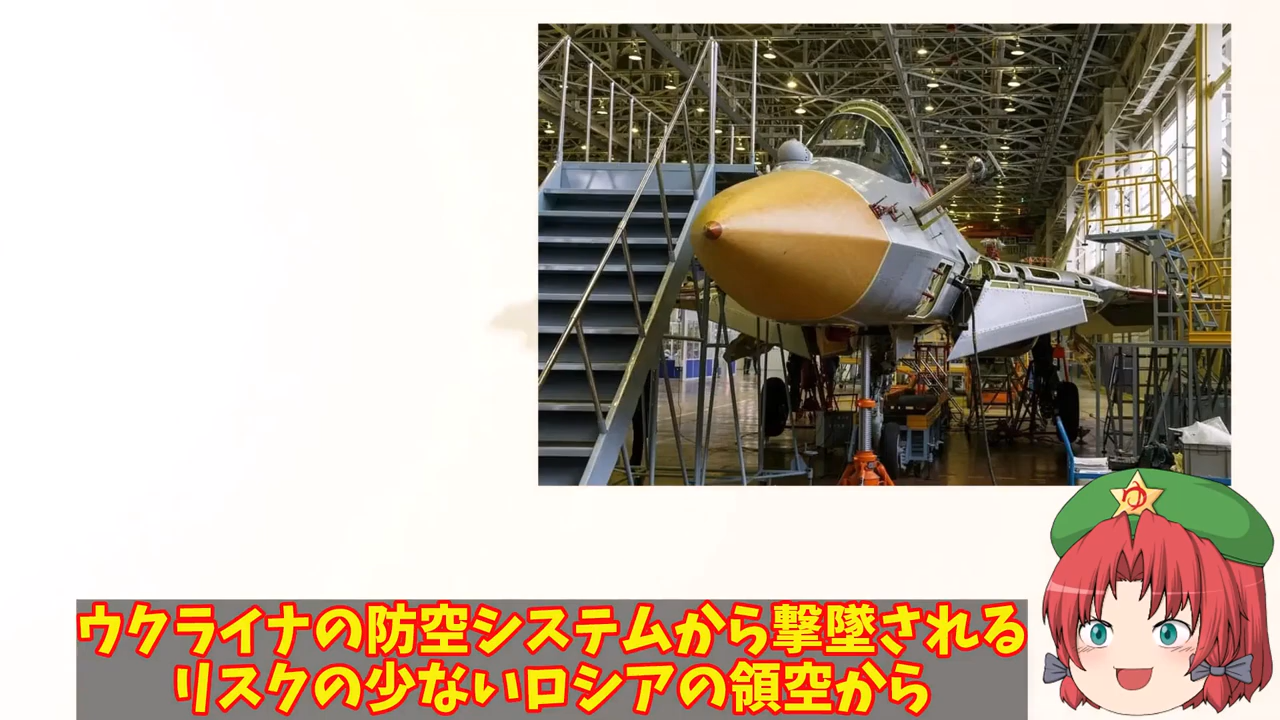 ゆ
ウクライナの防空システムから撃墜される
リスクの少ないロシアの領空から